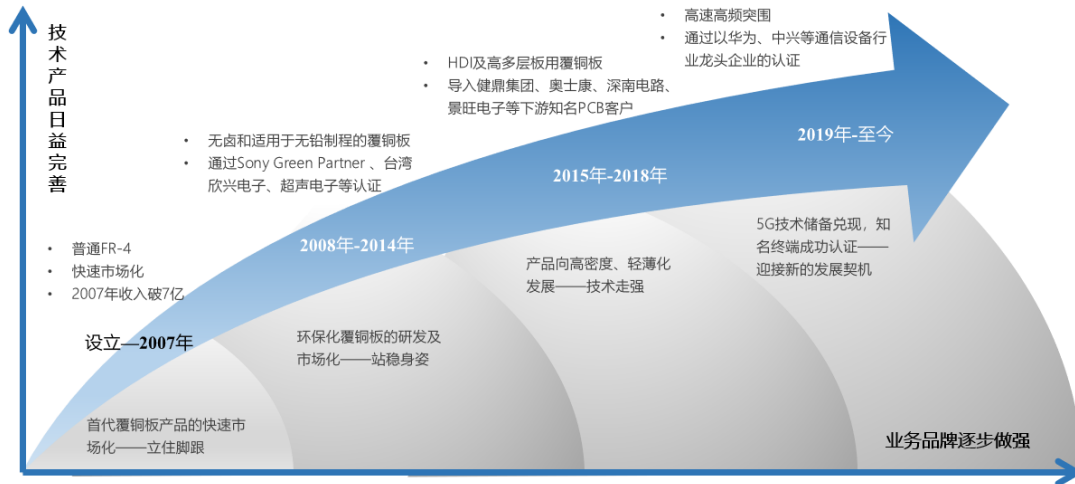 技术产品日益完善
• 普通FR-4
• 快速市场化
• 2007年收入破7亿
设立—2007年
首代覆铜板产品的快速市
场化——立住脚跟
• 无卤和适用于无铅制程的覆铜板
• 通过Sony Green Partner 、台湾
欣兴电子、超声电子等认证
2008年-2014年
环保化覆铜板的研发及
市场化——站稳身姿
• HDI及高多层板用覆铜板
• 导入健鼎集团、奥士康、深南电路、
景旺电子等下游知名PCB客户
2015年-2018年
产品向高密度、轻薄化
发展——技术走强
• 高速高频突围
• 通过以华为、中兴等通信设备行
业龙头企业的认证
2019年-至今
5G技术储备兑现，知
名终端成功认证——
迎接新的发展契机
业务品牌逐步做强